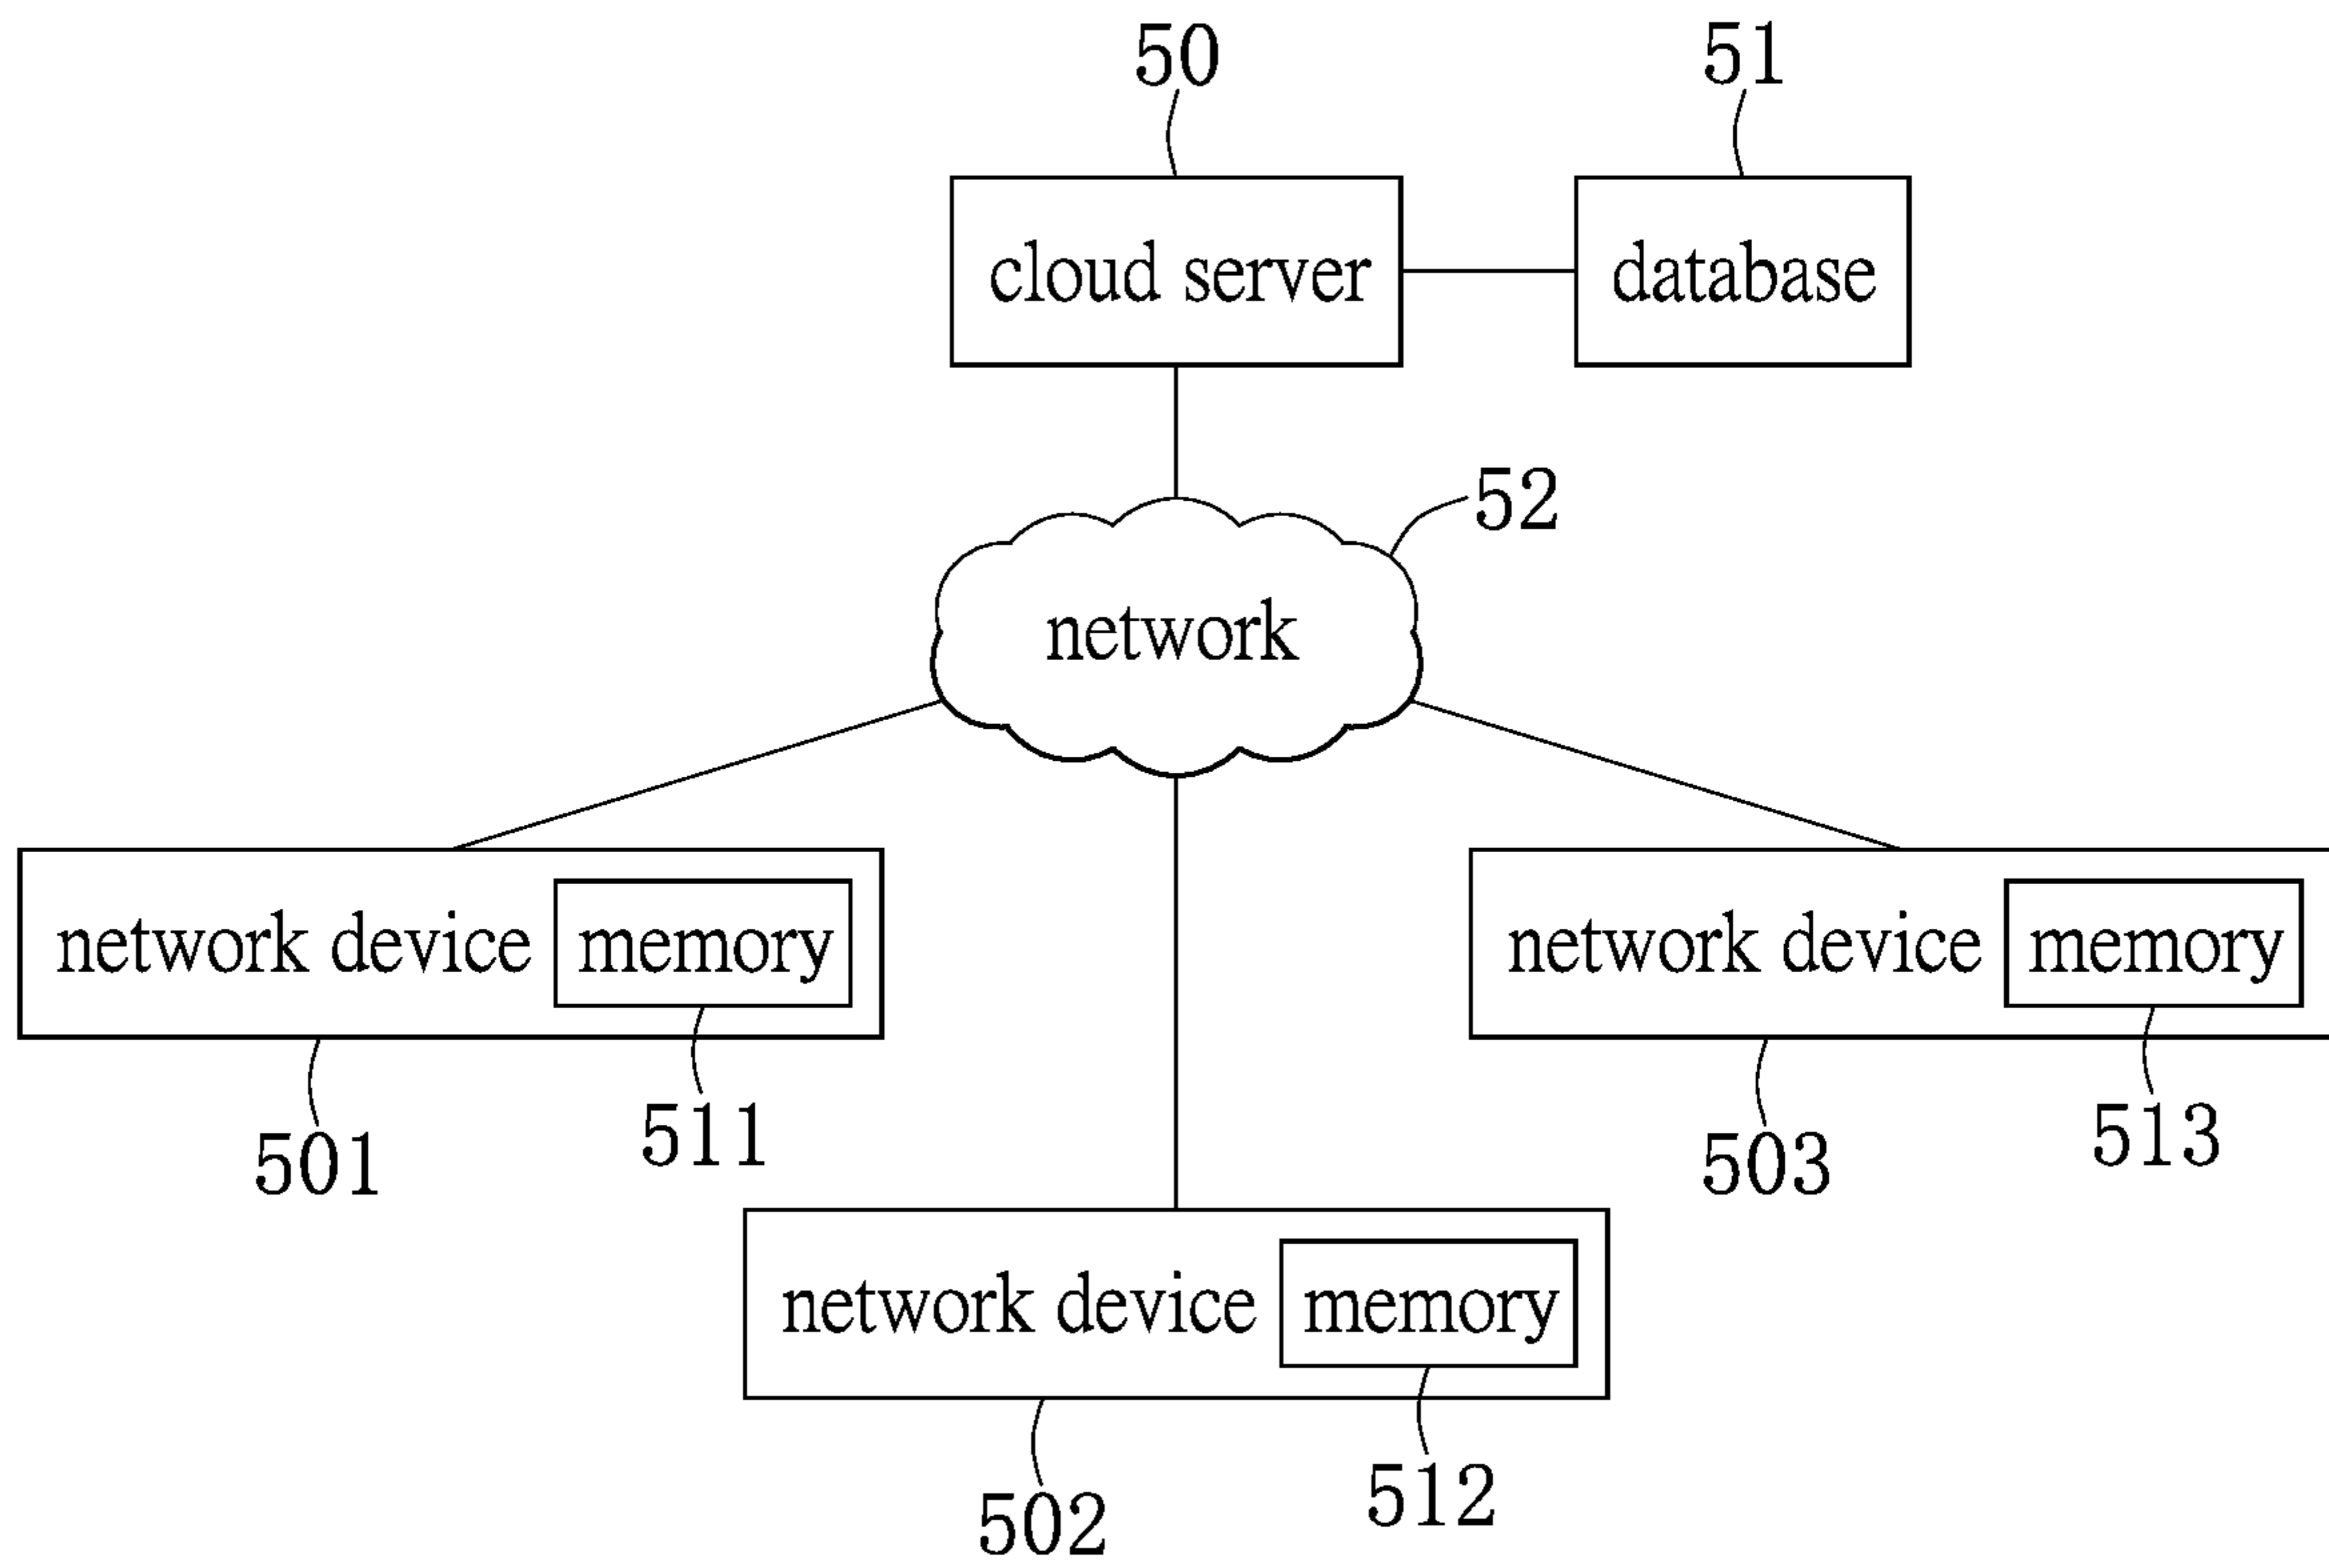 50
51
cloud server
database
52
network
network device
memory
network device
memory
501
511
503
513
network device
memory
502
512